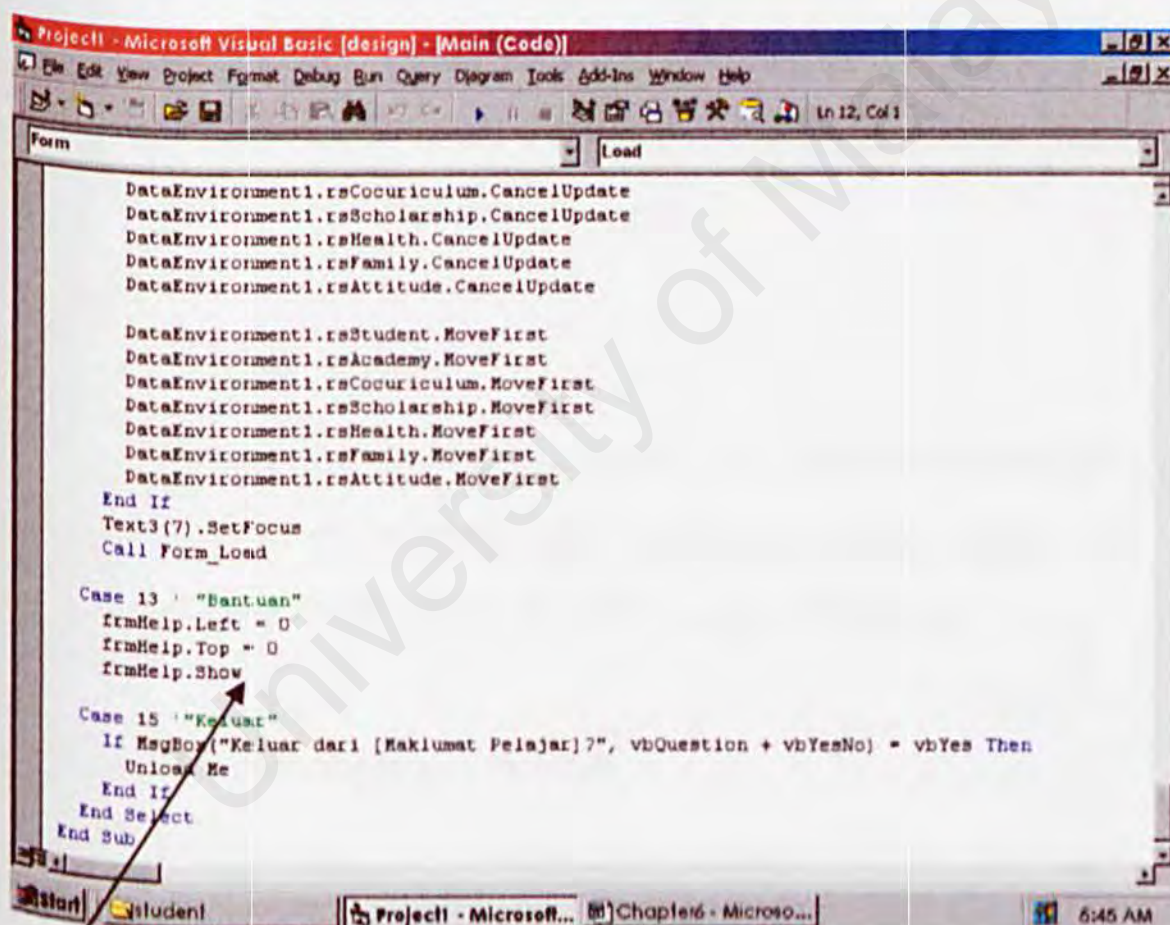 Project1 - Microsoft Visual Basic [design] - [Main (Code)]
File Edit View Project Format Debug Run Query Diagram Tools Add-Ins Window Help
Ln 12, Col 1
Form Load
DataEnvironment1.rsCocuriculum.CancelUpdate
DataEnvironment1.rsScholarship.CancelUpdate
DataEnvironment1.rsHealth.CancelUpdate
DataEnvironment1.rsFamily.CancelUpdate
DataEnvironment1.rsAttitude.CancelUpdate
DataEnvironment1.rsStudent.MoveFirst
DataEnvironment1.rsAcademy.MoveFirst
DataEnvironment1.rsCocuriculum.MoveFirst
DataEnvironment1.rsScholarship.MoveFirst
DataEnvironment1.rsHealth.MoveFirst
DataEnvironment1.rsFamily.MoveFirst
DataEnvironment1.rsAttitude.MoveFirst
End If
Text3(7).SetFocus
Call Form_Load
Case 13 ' "Bantuan"
frmHelp.Left = 0
frmHelp.Top = 0
frmHelp.Show
Case 15 '"Keluar"
If MsgBox("Keluar dari [Maklumat Pelajar]?", vbQuestion + vbYesNo) = vbYes Then
Unload Me
End If
End Select
End Sub
Start student Project1 - Microsoft... Chapter6 - Microso... 6:45 AM
University of Malay